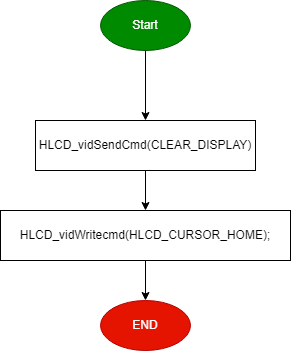 Start
HLCD_vidSendCmd(CLEAR_DISPLAY)
HLCD_vidWritecmd(HLCD_CURSOR_HOME);
END